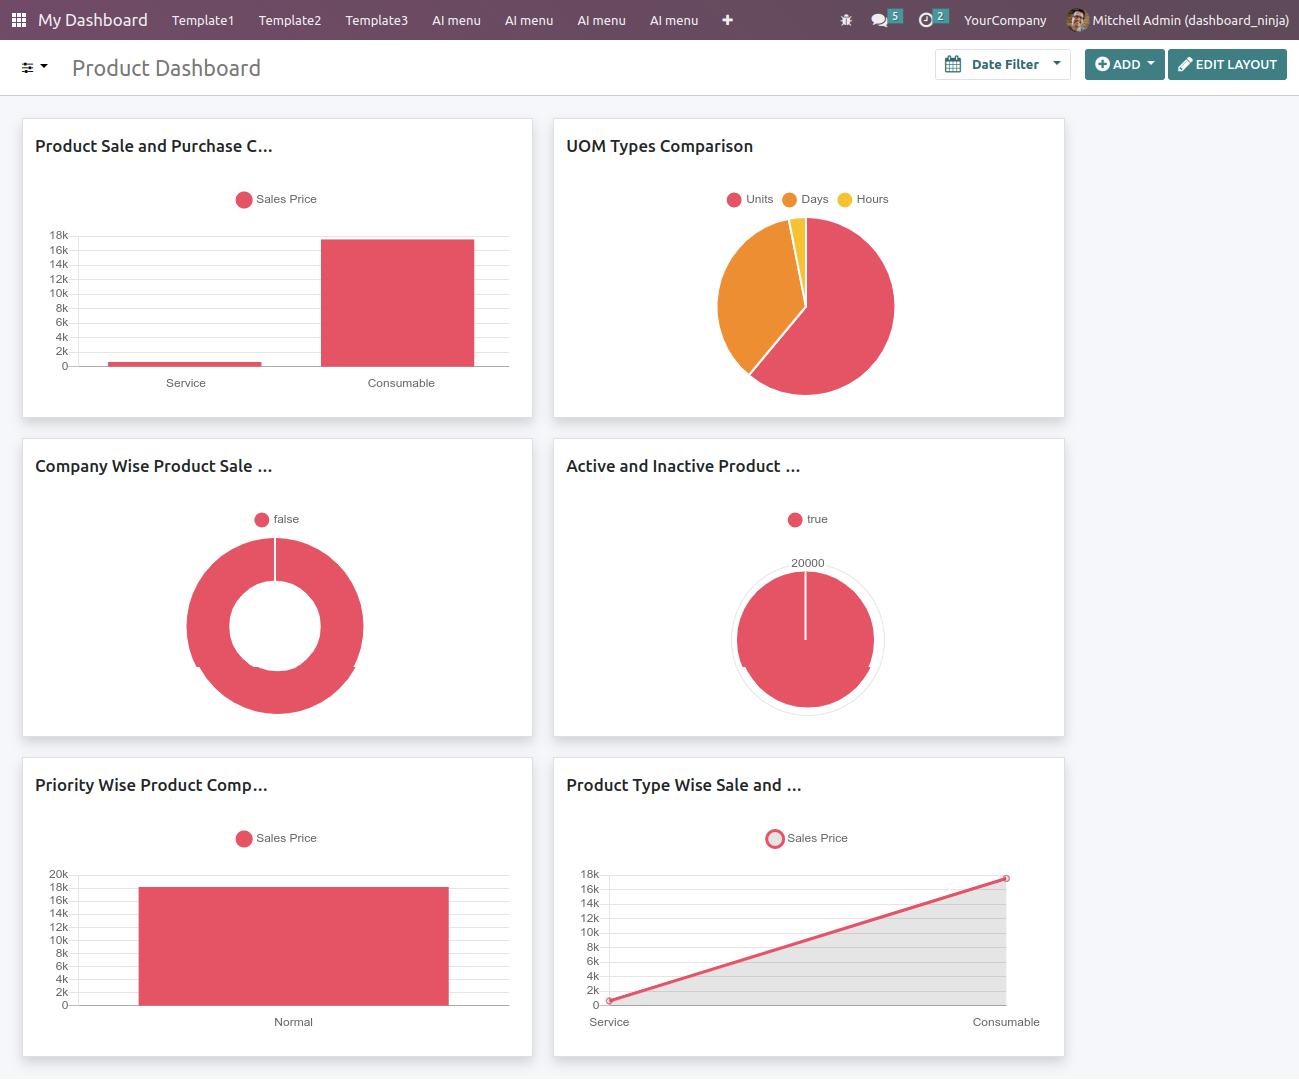 My Dashboard Template1 Template2 Template3 AI menu AI menu AI menu AI menu 5 2 YourCompany Mitchell Admin (dashboard_ninja)
Product Dashboard Date Filter ADD EDIT LAYOUT
Product Sale and Purchase C...
Sales Price
18k
16k
14k
12k
10k
8k
6k
4k
2k
0
Service Consumable
UOM Types Comparison
Units Days Hours
Company Wise Product Sale ...
false
Active and Inactive Product ...
true
20000
Priority Wise Product Comp...
Sales Price
20k
18k
16k
14k
12k
10k
8k
6k
4k
2k
0
Normal
Product Type Wise Sale and ...
Sales Price
18k
16k
14k
12k
10k
8k
6k
4k
2k
0
Service Consumable